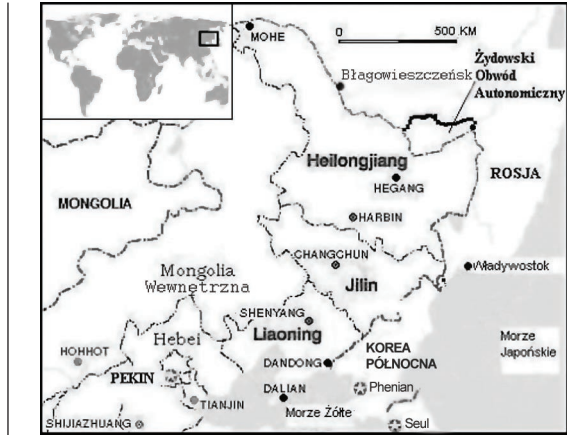 0 500 KM
MOHE
Żydowski
Obwód
Autonomiczny
Błagowieszczeńsk
Heilongjiang
HEGANG
ROSJA
MONGOLIA
HARBIN
CHANGCHUN
Władywostok
Mongolia
Wewnętrzna
Jilin
SHENYANG
Liaoning
Hebei
Morze
Japońskie
HOHHOT
KOREA
PÓŁNOCNA
DANDONG
PEKIN
Phenian
DALIAN
TIANJIN
Morze Żółte
SHIJIAZHUANG
Seul